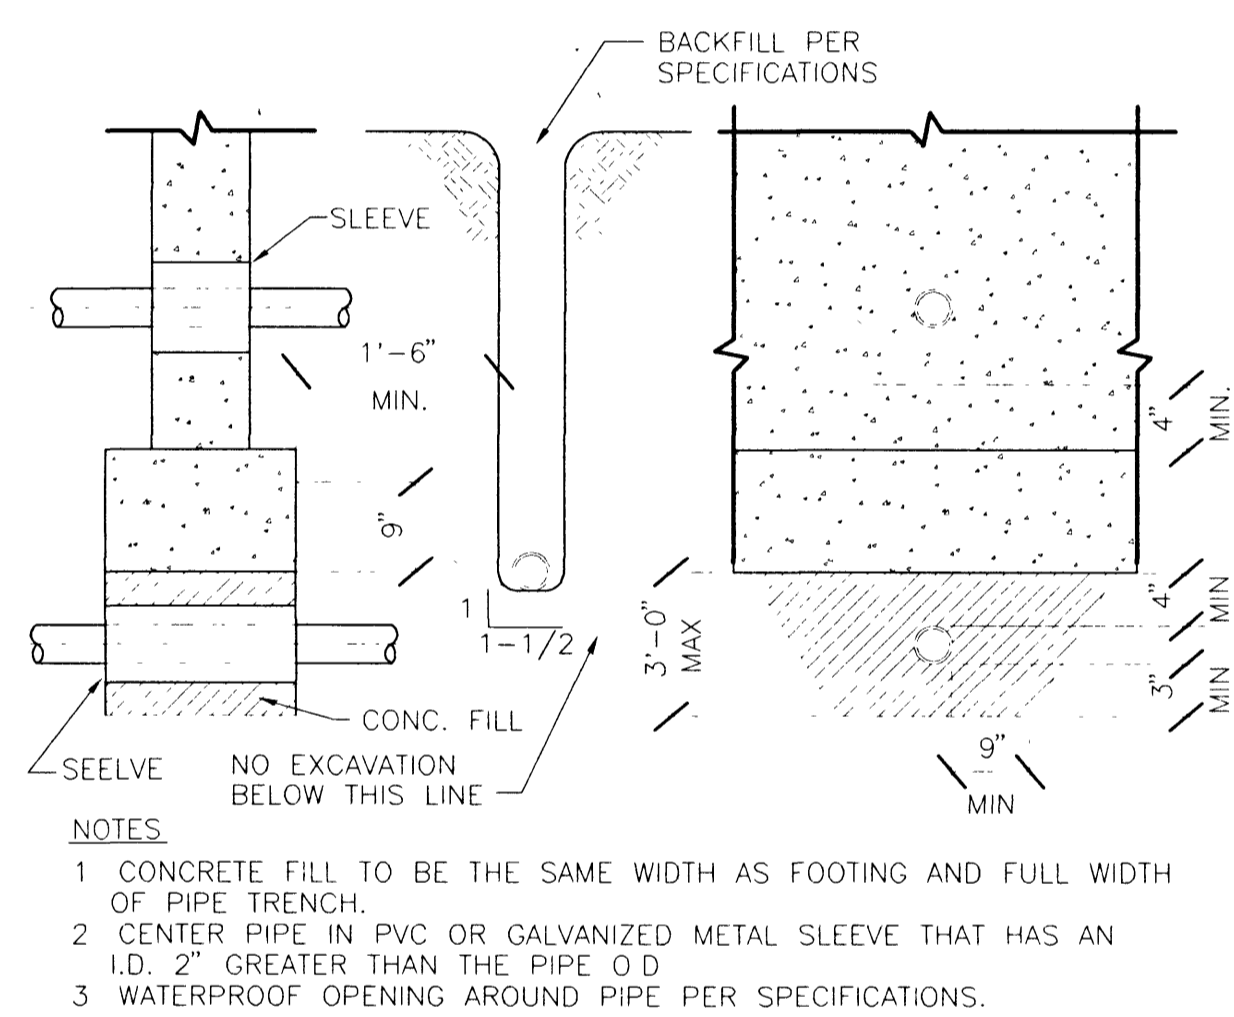 BACKFILL PER
SPECIFICATIONS
SLEEVE
1'-6"
MIN.
9"
1
1-1/2
3'-0"
MAX
4"
MIN.
4"
MIN
3"
MIN
9"
MIN
CONC. FILL
SEELVE
NO EXCAVATION
BELOW THIS LINE
NOTES
1 CONCRETE FILL TO BE THE SAME WIDTH AS FOOTING AND FULL WIDTH
OF PIPE TRENCH.
2 CENTER PIPE IN PVC OR GALVANIZED METAL SLEEVE THAT HAS AN
I.D. 2" GREATER THAN THE PIPE O D
3 WATERPROOF OPENING AROUND PIPE PER SPECIFICATIONS.